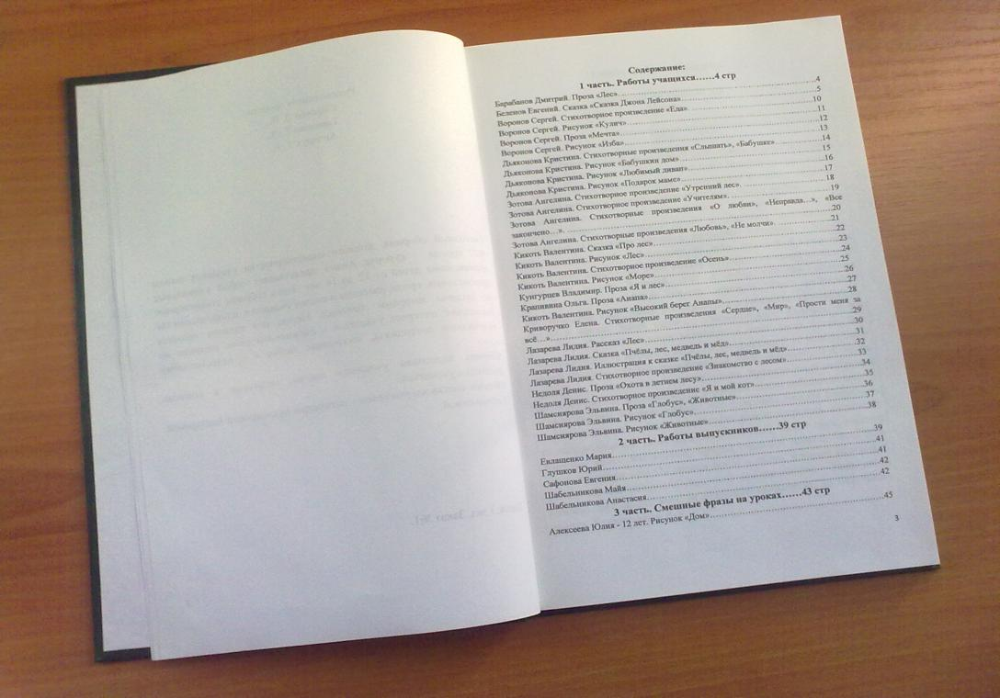 Содержание:
1 часть. Работы учащихся……4 стр
Барабанов Дмитрий. Проза «Лес»……4
Беленов Евгений. Сказка «Сказка Джона Лейсона»……5
Воронов Сергей. Стихотворное произведение «Еда»……10
Воронов Сергей. Рисунок «Кулич»……11
Воронов Сергей. Проза «Мечта»……12
Воронов Сергей. Рисунок «Изба»……13
Дьяконова Кристина. Стихотворные произведения «Слышать», «Бабушке»……14
Дьяконова Кристина. Рисунок «Бабушкин дом»……15
Дьяконова Кристина. Рисунок «Любимый диван»……16
Дьяконова Кристина. Рисунок «Подарок маме»……17
Зотова Ангелина. Стихотворное произведение «Утренний лес»……18
Зотова Ангелина. Стихотворное произведение «Учителям»……19
Зотова Ангелина. Стихотворные произведения «О любви», «Неправда…», «Все
закончено…»……20
Зотова Ангелина. Стихотворные произведения «Любовь», «Не молчи»……21
Кикоть Валентина. Сказка «Про лес»……22
Кикоть Валентина. Рисунок «Лес»……23
Кикоть Валентина. Стихотворное произведение «Осень»……24
Кикоть Валентина. Рисунок «Море»……25
Кунгурцев Владимир. Проза «Я и лес»……26
Крапивина Ольга. Проза «Анапа»……27
Кикоть Валентина. Рисунок «Высокий берег Анапы»……28
Криворучко Елена. Стихотворные произведения «Сердце», «Мир», «Прости меня за
всё…»……29
Лазарева Лидия. Рассказ «Лес»……30
Лазарева Лидия. Сказка «Пчёлы, лес, медведь и мёд»……31
Лазарева Лидия. Иллюстрация к сказке «Пчёлы, лес, медведь и мёд»……32
Лазарева Лидия. Стихотворное произведение «Знакомство с лесом»……33
Недоля Денис. Проза «Охота в летнем лесу»……34
Недоля Денис. Стихотворное произведение «Я и мой кот»……35
Шамсиярова Эльвина. Проза «Глобус», «Животные»……36
Шамсиярова Эльвина. Рисунок «Глобус»……37
Шамсиярова Эльвина. Рисунок «Животные»……38
2 часть. Работы выпускников……39 стр
Евлащенко Мария……39
Глушков Юрий……41
Сафонова Евгения……41
Шабельникова Майя……42
Шабельникова Анастасия……42
3 часть. Смешные фразы на уроках……43 стр
Алексеева Юлия - 12 лет. Рисунок «Дом»……45
3